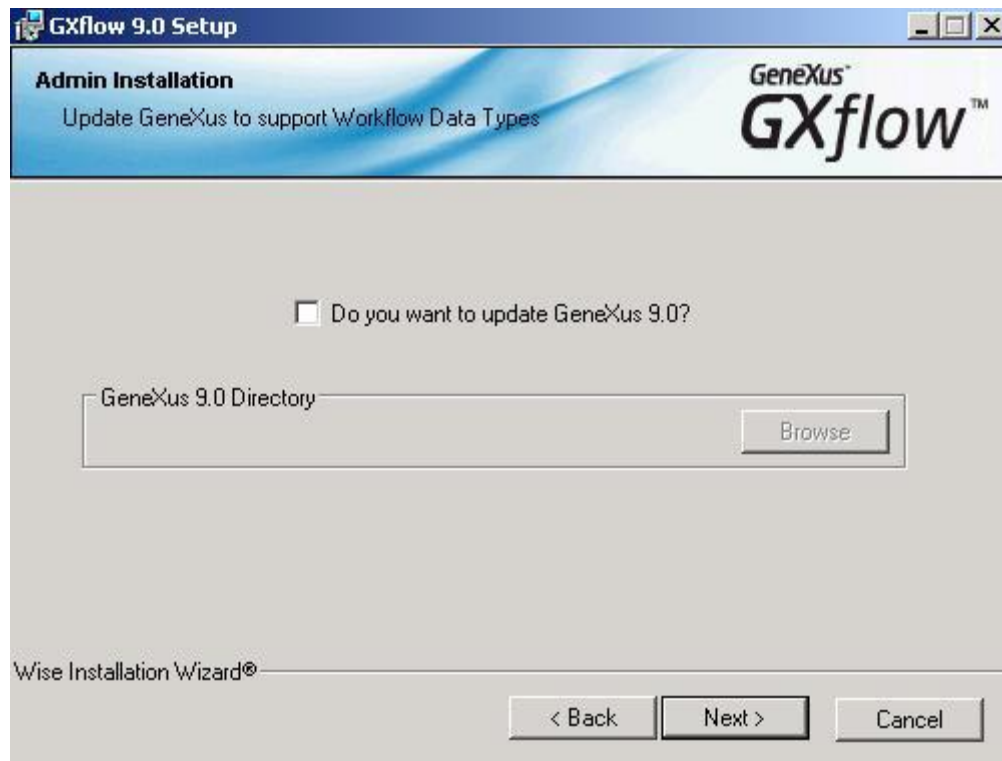 GXflow 9.0 Setup
Admin Installation
Update GeneXus to support Workflow Data Types
GeneXus™
GXflow™
Do you want to update GeneXus 9.0?
GeneXus 9.0 Directory
Browse
Wise Installation Wizard®
< Back Next > Cancel